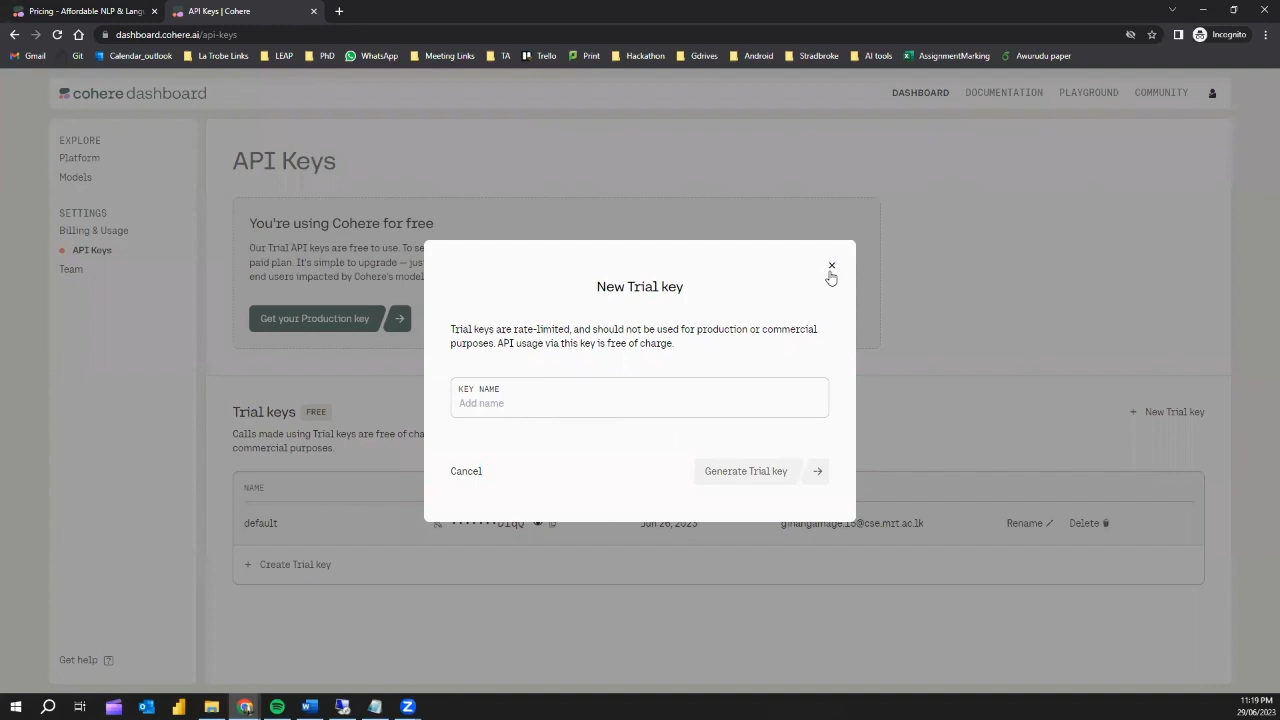 Pricing - Affordable NLP & Lang
API Keys | Cohere
dashboard.cohere.ai/api-keys
Incognito
Gmail
Git
Calendar_outlook
La Trobe Links
LEAP
PhD
WhatsApp
Meeting Links
TA
Trello
Print
Hackathon
Gdrives
Android
Stradbroke
AI tools
AssignmentMarking
Awurudu paper
cohere dashboard
DASHBOARD
DOCUMENTATION
PLAYGROUND
COMMUNITY
EXPLORE
Platform
Models
SETTINGS
Billing & Usage
API Keys
Team
Get help
API Keys
You're using Cohere for free
Our Trial API keys are free to use. To se
paid plan. It's simple to upgrade — jus
end users impacted by Cohere's model
Get your Production key
New Trial key
Trial keys are rate-limited, and should not be used for production or commercial
purposes. API usage via this key is free of charge.
KEY NAME
Add name
Cancel
Generate Trial key
Trial keys FREE
+ New Trial key
Calls made using Trial keys are free of cha
commercial purposes.
NAME
default
Jun 26, 2023
Rename
Delete
+ Create Trial key
11:19 PM
29/06/2023